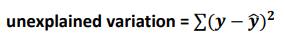 unexplained variation = ∑(y − ŷ)²